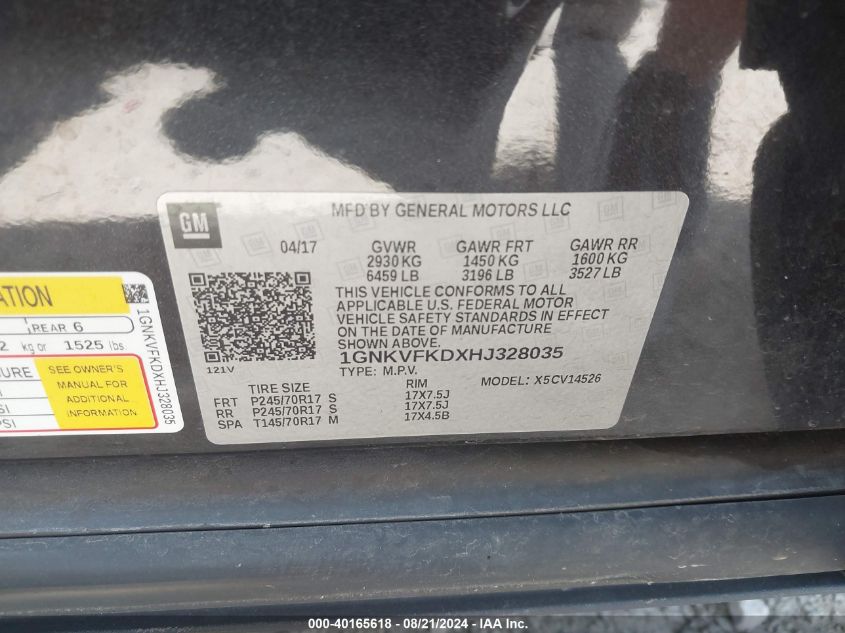 GM
MFD BY GENERAL MOTORS LLC
04/17 GVWR GAWR FRT GAWR RR
2930 KG 1450 KG 1600 KG
6459 LB 3196 LB 3527 LB
THIS VEHICLE CONFORMS TO ALL
APPLICABLE U.S. FEDERAL MOTOR
VEHICLE SAFETY STANDARDS IN EFFECT
ON THE DATE OF MANUFACTURE
SHOWN ABOVE.
1GNKVFKDXHJ328035
121V
TYPE: M.P.V. MODEL: X5CV14526
TIRE SIZE RIM
FRT P245/70R17 S 17X7.5J
RR P245/70R17 S 17X7.5J
SPA T145/70R17 M 17X4.5B
REAR 6
kg or 1525 lbs
SEE OWNER'S
MANUAL FOR
ADDITIONAL
INFORMATION
1GNKVFKDXHJ328035
000-40165618 - 08/21/2024 - IAA Inc.